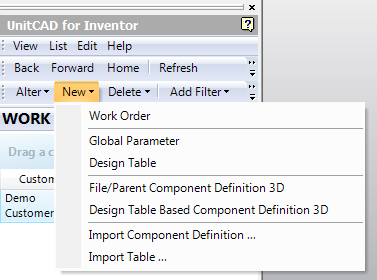 UnitCAD for Inventor
?
View List Edit Help
Back Forward Home Refresh
Alter New Delete Add Filter
WORK
Work Order
Global Parameter
Drag a c
Design Table
Custom
File/Parent Component Definition 3D
Demo
Customer
Design Table Based Component Definition 3D
Import Component Definition ...
Import Table ...